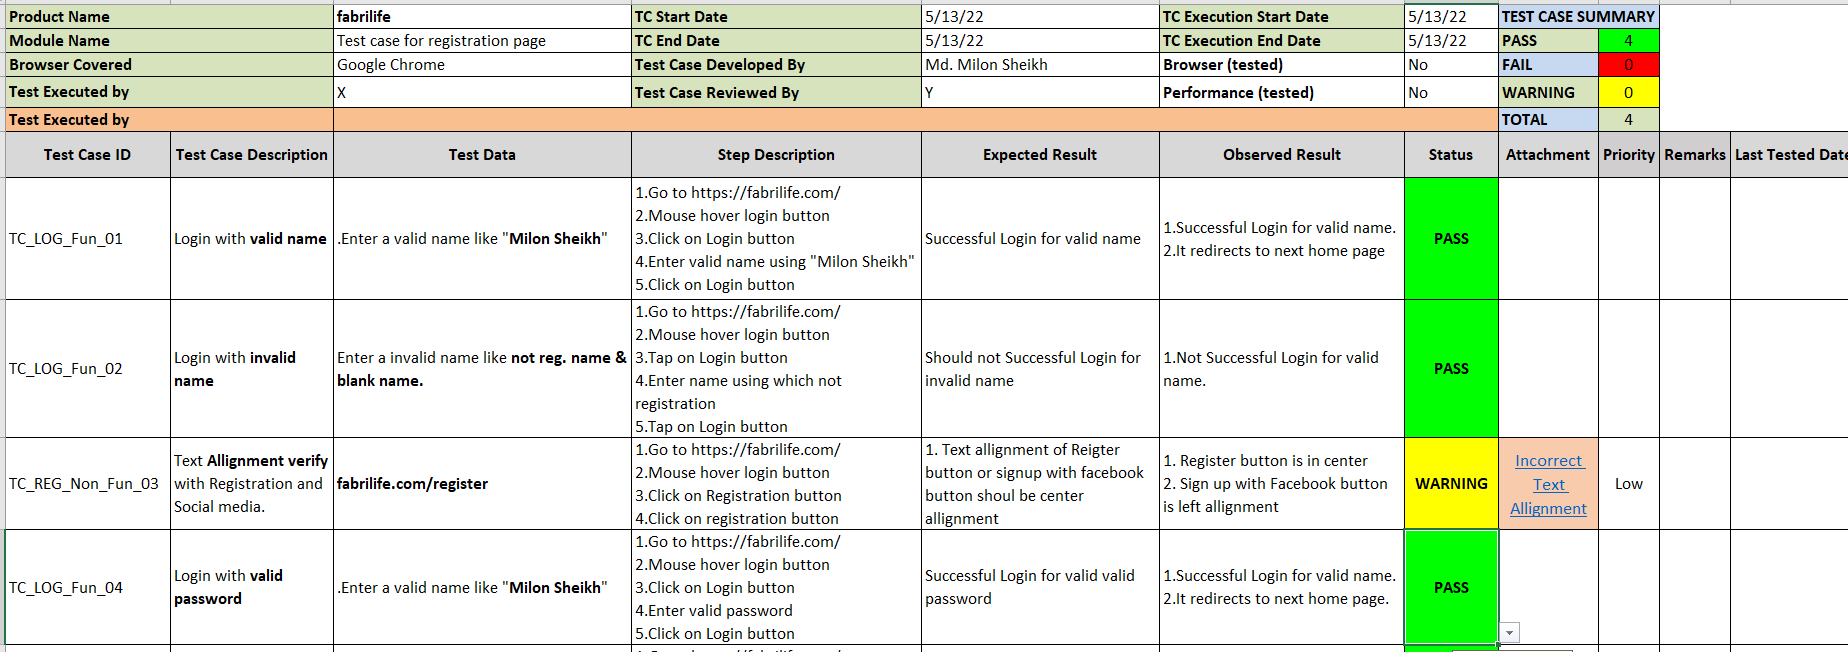 Product Name fabrilife TC Start Date 5/13/22 TC Execution Start Date 5/13/22 TEST CASE SUMMARY
Module Name Test case for registration page TC End Date 5/13/22 TC Execution End Date 5/13/22 PASS 4
Browser Covered Google Chrome Test Case Developed By Md. Milon Sheikh Browser (tested) No FAIL 0
Test Executed by X Test Case Reviewed By Y Performance (tested) No WARNING 0
Test Executed by TOTAL 4
Test Case ID Test Case Description Test Data Step Description Expected Result Observed Result Status Attachment Priority Remarks Last Tested Date
TC_LOG_Fun_01
Login with valid name
.Enter a valid name like "Milon Sheikh"
1.Go to https://fabrilife.com/
2.Mouse hover login button
3.Click on Login button
4.Enter valid name using "Milon Sheikh"
5.Click on Login button
Successful Login for valid name
1.Successful Login for valid name.
2.It redirects to next home page
PASS
TC_LOG_Fun_02
Login with invalid
name
Enter a invalid name like not reg. name &
blank name.
1.Go to https://fabrilife.com/
2.Mouse hover login button
3.Tap on Login button
4.Enter name using which not
registration
5.Tap on Login button
Should not Successful Login for
invalid name
1.Not Successful Login for valid
name.
PASS
TC_REG_Non_Fun_03
Text Allignment verify
with Registration and
Social media.
fabrilife.com/register
1.Go to https://fabrilife.com/
2.Mouse hover login button
3.Click on Registration button
4.Click on registration button
1. Text allignment of Reigter
button or signup with facebook
button shoul be center
allignment
1. Register button is in center
2. Sign up with Facebook button
is left allignment
WARNING
Incorrect
Text
Allignment
Low
TC_LOG_Fun_04
Login with valid
password
.Enter a valid name like "Milon Sheikh"
1.Go to https://fabrilife.com/
2.Mouse hover login button
3.Click on Login button
4.Enter valid password
5.Click on Login button
Successful Login for valid valid
password
1.Successful Login for valid name.
2.It redirects to next home page.
PASS